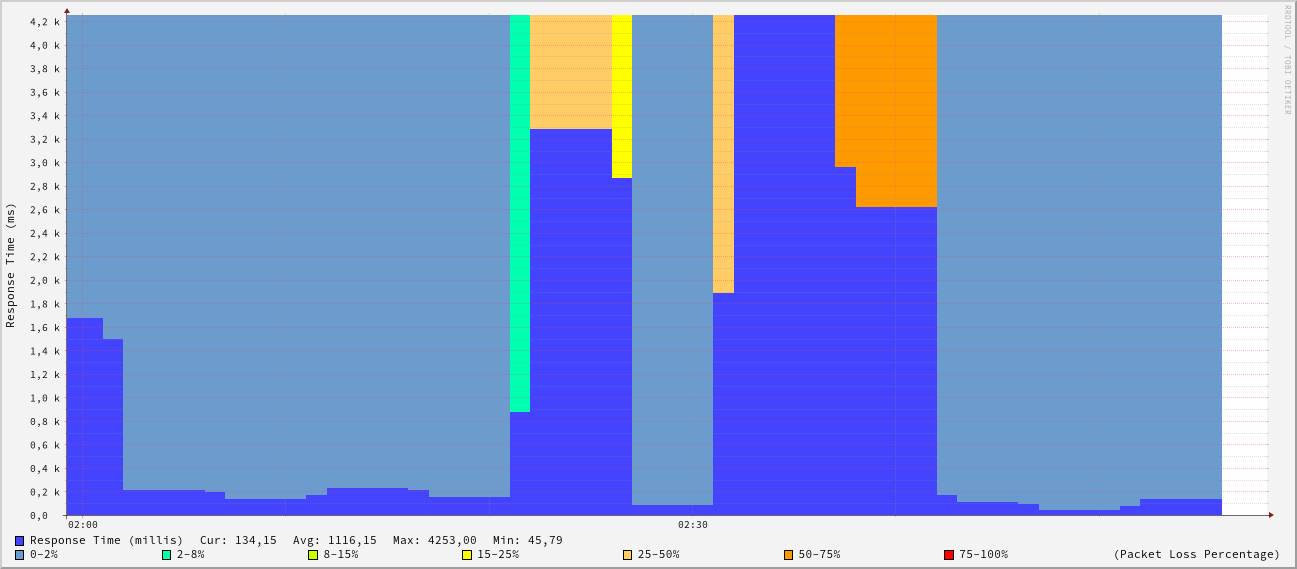 RRDTOOL / TOBI OETIKER
Response Time (ms)
4,2 k
4,0 k
3,8 k
3,6 k
3,4 k
3,2 k
3,0 k
2,8 k
2,6 k
2,4 k
2,2 k
2,0 k
1,8 k
1,6 k
1,4 k
1,2 k
1,0 k
0,8 k
0,6 k
0,4 k
0,2 k
0,0
02:00 02:30
Response Time (millis) Cur: 134,15 Avg: 1116,15 Max: 4253,00 Min: 45,79
0-2% 2-8% 8-15% 15-25% 25-50% 50-75% 75-100% (Packet Loss Percentage)